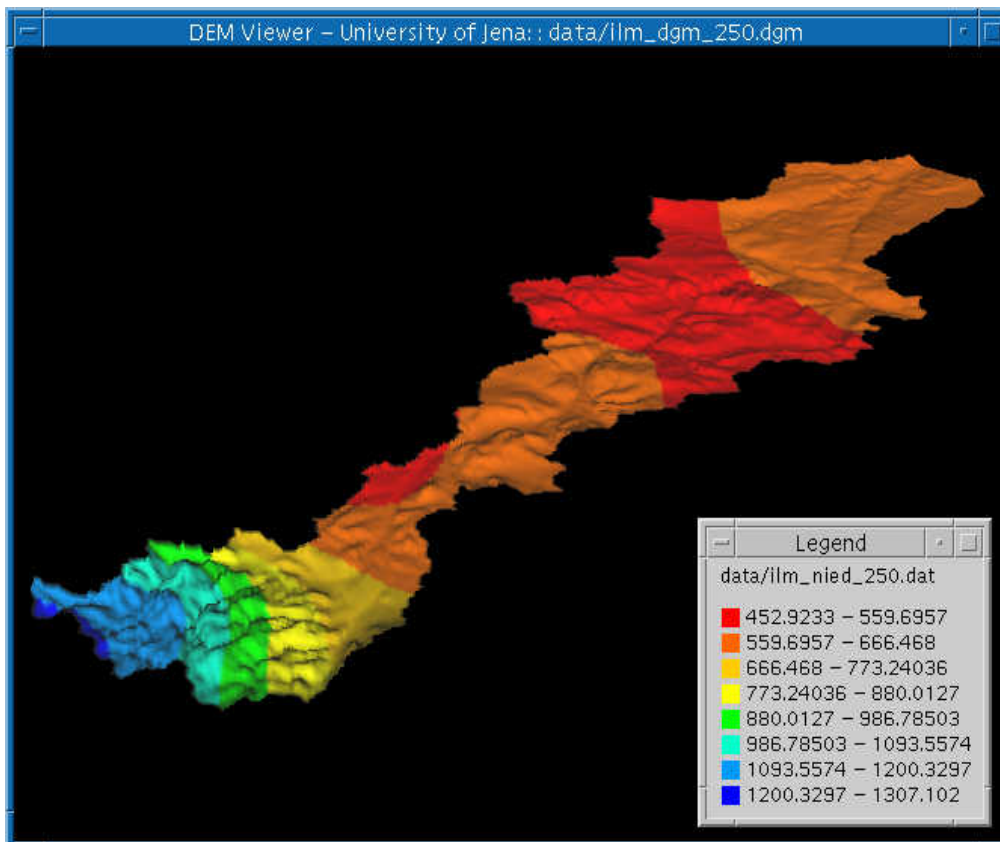 DEM Viewer – University of Jena:: data/ilm_dgm_250.dgm
Legend
data/ilm_nied_250.dat
452.9233 – 559.6957
559.6957 – 666.468
666.468 – 773.24036
773.24036 – 880.0127
880.0127 – 986.78503
986.78503 – 1093.5574
1093.5574 – 1200.3297
1200.3297 – 1307.102